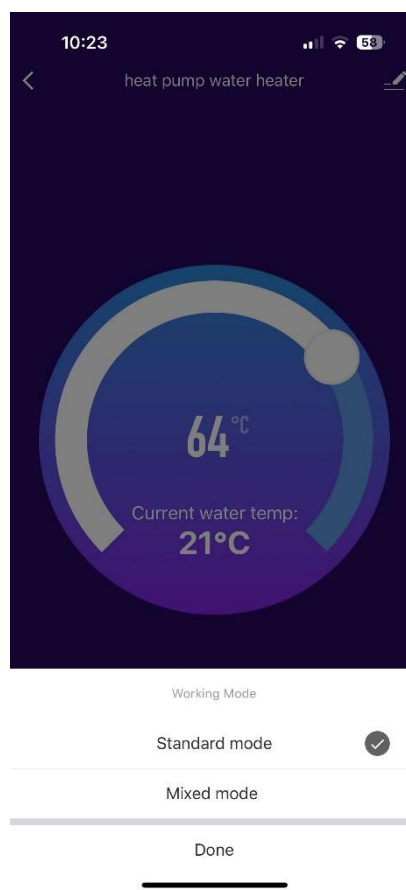 10:23
58
heat pump water heater
64 °C
Current water temp:
21°C
Working Mode
Standard mode
Mixed mode
Done